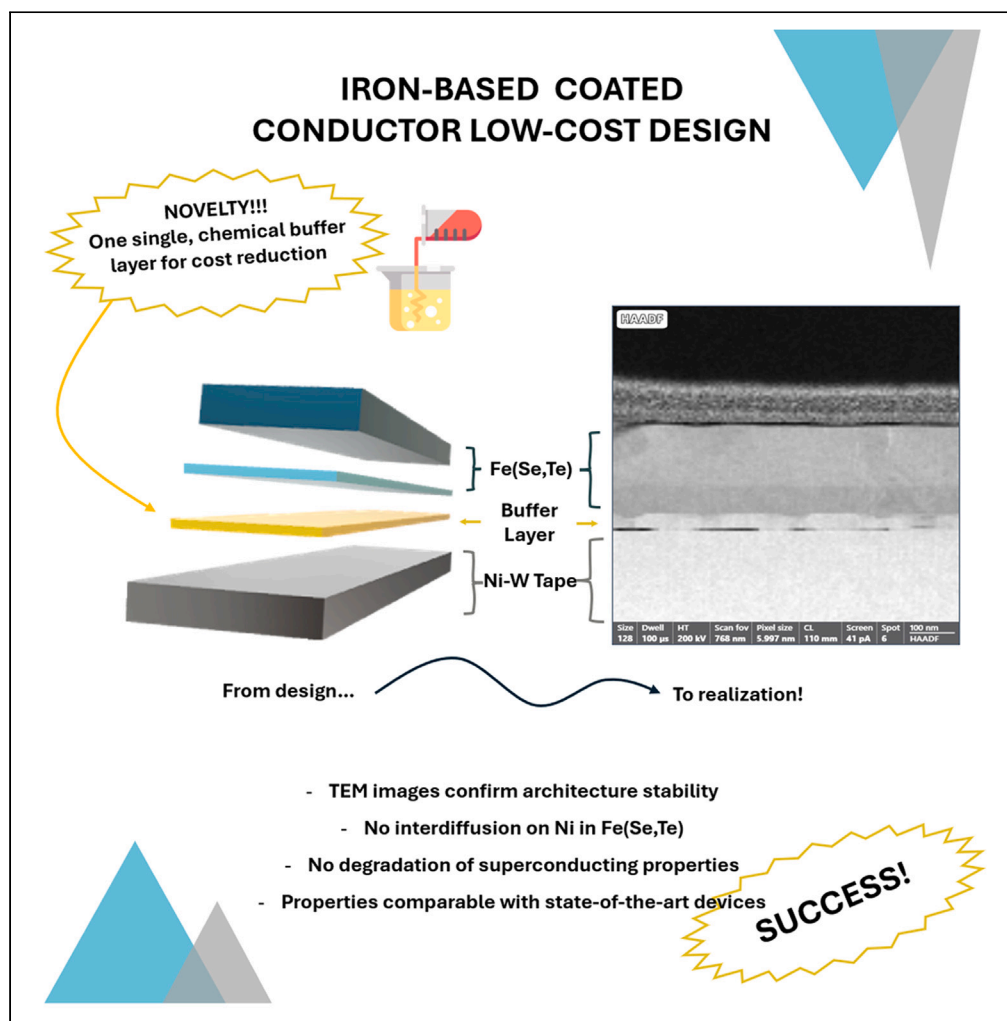 IRON-BASED COATED
CONDUCTOR LOW-COST DESIGN
NOVELTY!!!
One single, chemical buffer
layer for cost reduction
HAADF
Fe(Se,Te)
Buffer
Layer
Ni-W Tape
Size Dwell HT Scan fov Pixel size CL Screen Spot 100 nm
128 100 µs 200 kV 768 nm 5.997 nm 110 mm 41 pA 6 HAADF
From design...
To realization!
- TEM images confirm architecture stability
- No interdiffusion on Ni in Fe(Se,Te)
- No degradation of superconducting properties
- Properties comparable with state-of-the-art devices
SUCCESS!